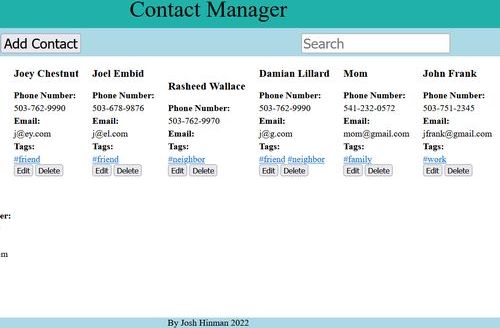 Contact Manager
Add Contact
Search
Joey Chestnut
Phone Number:
503-762-9990
Email:
j@ey.com
Tags:
#friend
Edit Delete
Joel Embid
Phone Number:
503-678-9876
Email:
j@el.com
Tags:
#friend
Edit Delete
Rasheed Wallace
Phone Number:
503-762-9970
Email:
Tags:
#neighbor
Edit Delete
Damian Lillard
Phone Number:
503-762-9990
Email:
j@g.com
Tags:
#friend #neighbor
Edit Delete
Mom
Phone Number:
541-232-0572
Email:
mom@gmail.com
Tags:
#family
Edit Delete
John Frank
Phone Number:
503-751-2345
Email:
jfrank@gmail.com
Tags:
#work
Edit Delete
er:
om
By Josh Hinman 2022